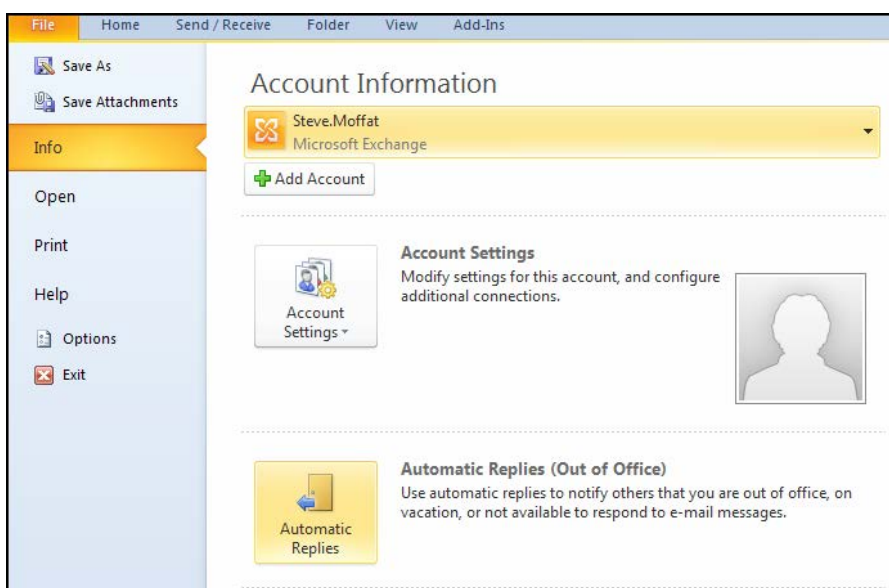 File Home Send / Receive Folder View Add-Ins
Save As
Save Attachments
Info
Open
Print
Help
Options
Exit
Account Information
Steve.Moffat
Microsoft Exchange
Add Account
Account
Settings
Account Settings
Modify settings for this account, and configure
additional connections.
Automatic
Replies
Automatic Replies (Out of Office)
Use automatic replies to notify others that you are out of office, on
vacation, or not available to respond to e-mail messages.